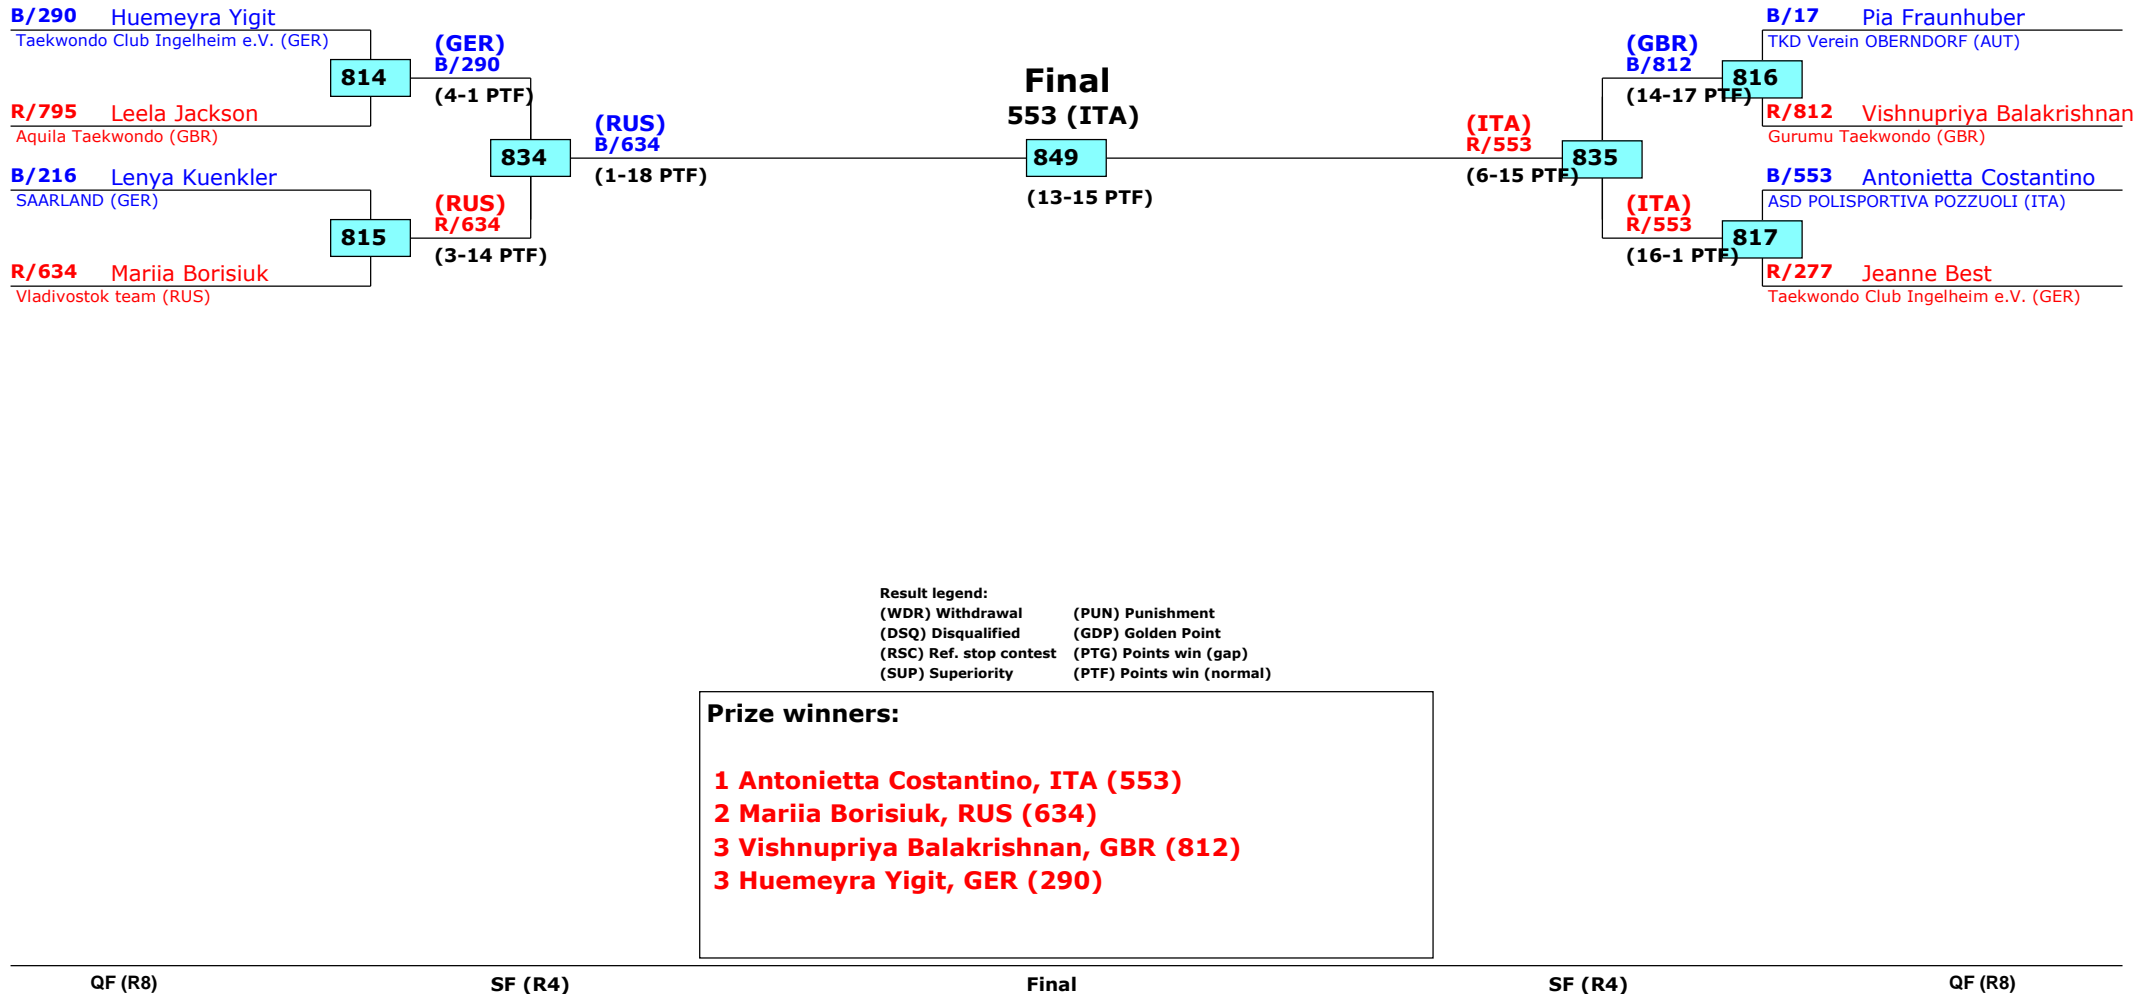 B/290 Huemeyra Yigit
Taekwondo Club Ingelheim e.V. (GER)
814
R/795 Leela Jackson
Aquila Taekwondo (GBR)
B/216 Lenya Kuenkler
SAARLAND (GER)
815
R/634 Mariia Borisiuk
Vladivostok team (RUS)
(GER)
B/290
(4-1 PTF)
834
(RUS)
R/634
(3-14 PTF)
(RUS)
B/634
(1-18 PTF)
Final
553 (ITA)
849
(13-15 PTF)
(ITA)
R/553
(6-15 PTF)
835
(GBR)
B/812
(14-17 PTF)
(ITA)
R/553
(16-1 PTF)
B/17 Pia Fraunhuber
TKD Verein OBERNDORF (AUT)
816
R/812 Vishnupriya Balakrishnan
Gurumu Taekwondo (GBR)
B/553 Antonietta Costantino
ASD POLISPORTIVA POZZUOLI (ITA)
817
R/277 Jeanne Best
Taekwondo Club Ingelheim e.V. (GER)
Result legend:
(WDR) Withdrawal (PUN) Punishment
(DSQ) Disqualified (GDP) Golden Point
(RSC) Ref. stop contest (PTG) Points win (gap)
(SUP) Superiority (PTF) Points win (normal)
Prize winners:
1 Antonietta Costantino, ITA (553)
2 Mariia Borisiuk, RUS (634)
3 Vishnupriya Balakrishnan, GBR (812)
3 Huemeyra Yigit, GER (290)
QF (R8) SF (R4) Final SF (R4) QF (R8)